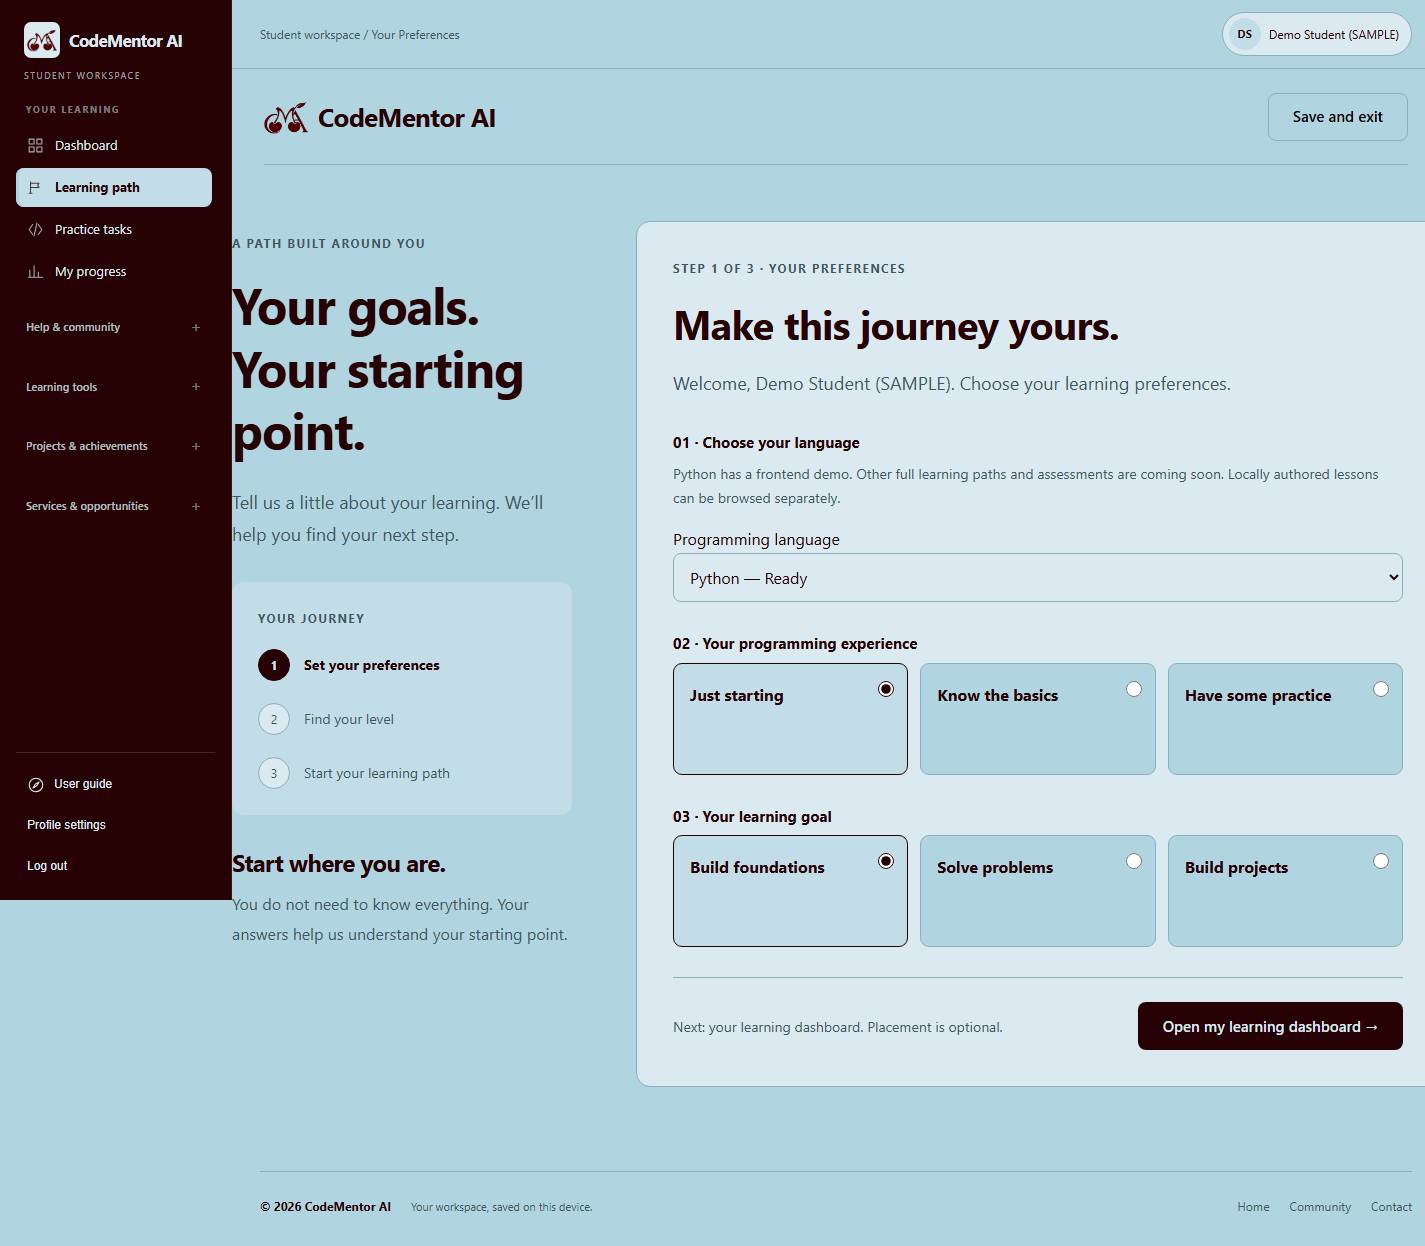 CodeMentor AI
STUDENT WORKSPACE
YOUR LEARNING
Dashboard
Learning path
Practice tasks
My progress
Help & community +
Learning tools +
Projects & achievements +
Services & opportunities +
User guide
Profile settings
Log out
Student workspace / Your Preferences
DS Demo Student (SAMPLE)
CodeMentor AI
Save and exit
A PATH BUILT AROUND YOU
Your goals.
Your starting
point.
Tell us a little about your learning. We’ll
help you find your next step.
YOUR JOURNEY
1 Set your preferences
2 Find your level
3 Start your learning path
Start where you are.
You do not need to know everything. Your
answers help us understand your starting point.
STEP 1 OF 3 · YOUR PREFERENCES
Make this journey yours.
Welcome, Demo Student (SAMPLE). Choose your learning preferences.
01 · Choose your language
Python has a frontend demo. Other full learning paths and assessments are coming soon. Locally authored lessons
can be browsed separately.
Programming language
Python — Ready
02 · Your programming experience
Just starting
Know the basics
Have some practice
03 · Your learning goal
Build foundations
Solve problems
Build projects
Next: your learning dashboard. Placement is optional.
Open my learning dashboard →
© 2026 CodeMentor AI Your workspace, saved on this device.
Home Community Contact